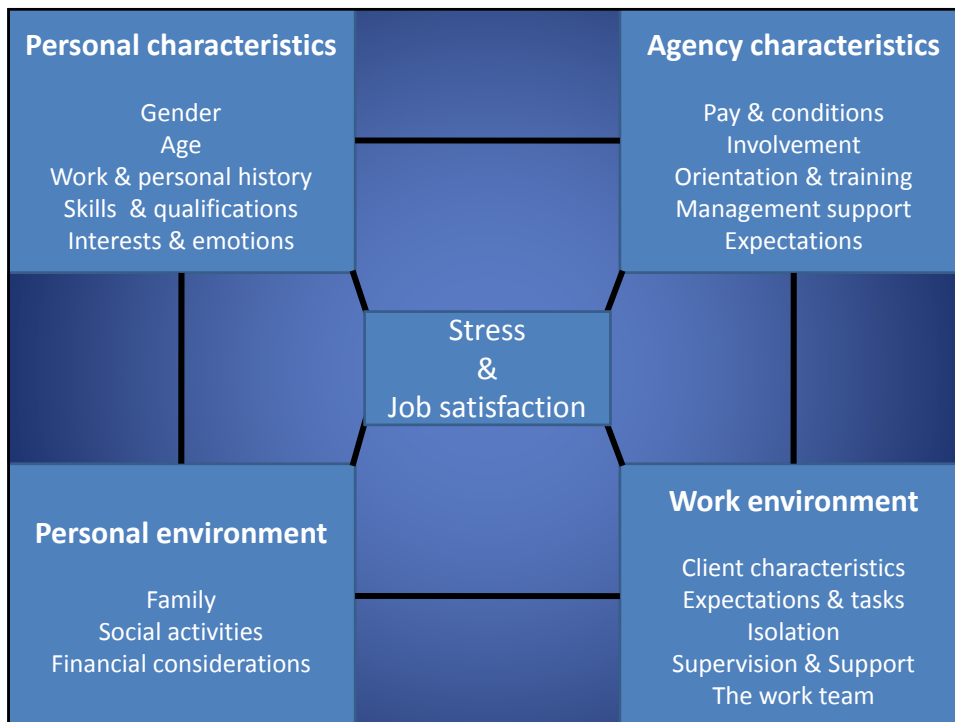 Personal characteristics
Gender
Age
Work & personal history
Skills & qualifications
Interests & emotions
Agency characteristics
Pay & conditions
Involvement
Orientation & training
Management support
Expectations
Stress
&
Job satisfaction
Personal environment
Family
Social activities
Financial considerations
Work environment
Client characteristics
Expectations & tasks
Isolation
Supervision & Support
The work team